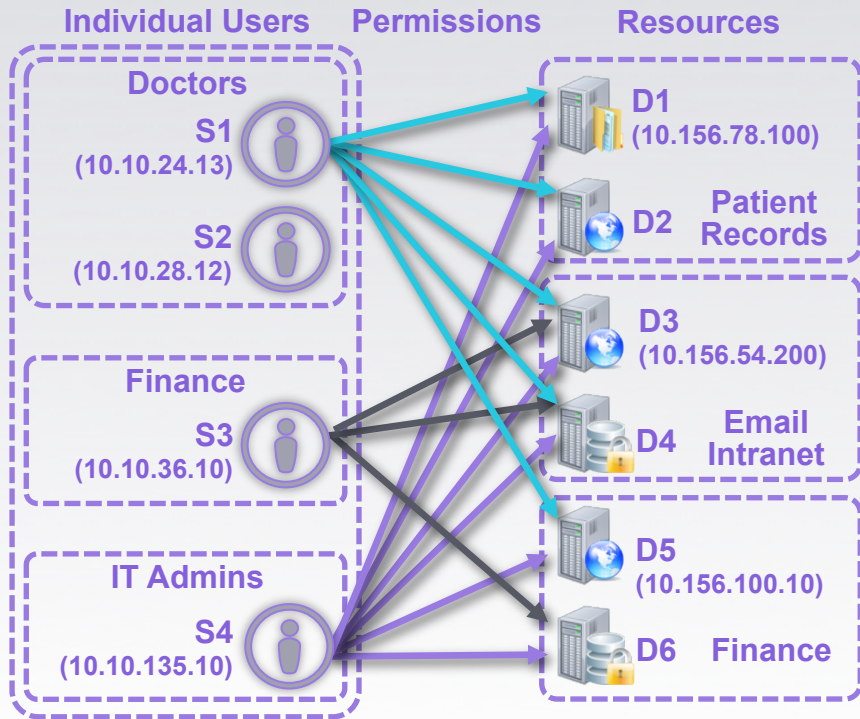 Individual Users
Permissions
Resources
Doctors
S1
(10.10.24.13)
S2
(10.10.28.12)
Finance
S3
(10.10.36.10)
IT Admins
S4
(10.10.135.10)
D1
(10.156.78.100)
D2
Patient
Records
D3
(10.156.54.200)
D4
Email
Intranet
D5
(10.156.100.10)
D6
Finance